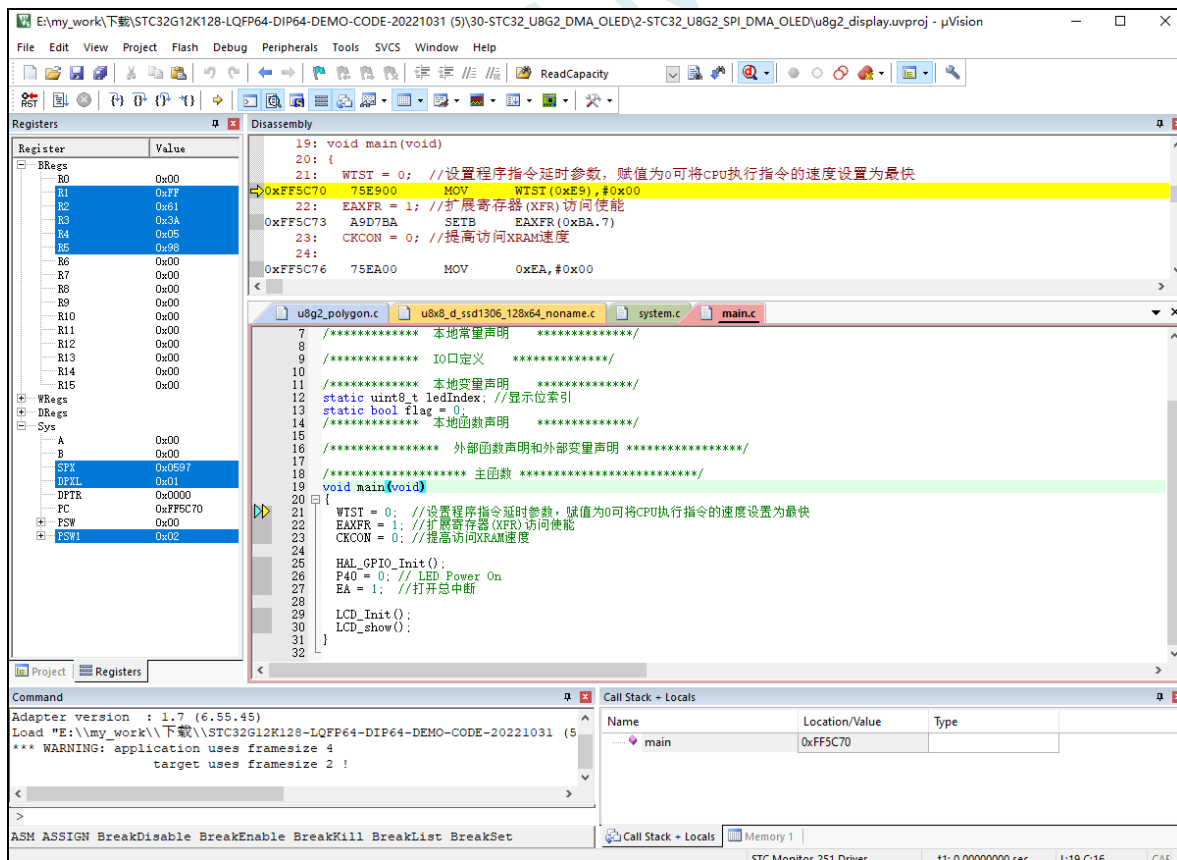 E:\my_work\下载\STC32G12K128-LQFP64-DIP64-DEMO-CODE-20221031 (5)\30-STC32_U8G2_DMA_OLED\2-STC32_U8G2_SPI_DMA_OLED\u8g2_display.uvproj - µVision
File Edit View Project Flash Debug Peripherals Tools SVCS Window Help
ReadCapacity
RST
Registers
Register Value
BRegs
R0 0x00
R1 0xFF
R2 0x61
R3 0x3A
R4 0x05
R5 0x98
R6 0x00
R7 0x00
R8 0x00
R9 0x00
R10 0x00
R11 0x00
R12 0x00
R13 0x00
R14 0x00
R15 0x00
WRegs
DRegs
Sys
A 0x00
B 0x00
SPX 0x0597
DPXL 0x01
DPTR 0x0000
PC 0xFF5C70
PSW 0x00
PSW1 0x02
Project Registers
Disassembly
19: void main(void)
20: {
21: WTST = 0; //设置程序指令延时参数，赋值为0可将CPU执行指令的速度设置为最快
0xFF5C70 75E900 MOV WTST(0xE9),#0x00
22: EAXFR = 1; //扩展寄存器(XFR)访问使能
0xFF5C73 A9D7BA SETB EAXFR(0xBA.7)
23: CKCON = 0; //提高访问XRAM速度
24:
0xFF5C76 75EA00 MOV 0xEA,#0x00
u8g2_polygon.c u8x8_d_ssd1306_128x64_noname.c system.c main.c
7 /************* 本地常量声明 **************/
8
9 /************* IO口定义 **************/
10
11 /************* 本地变量声明 **************/
12 static uint8_t ledIndex; //显示位索引
13 static bool flag = 0;
14 /************* 本地函数声明 **************/
15
16 /**************** 外部函数声明和外部变量声明 *****************/
17
18 /******************** 主函数 **************************/
19 void main(void)
20 {
21 WTST = 0; //设置程序指令延时参数，赋值为0可将CPU执行指令的速度设置为最快
22 EAXFR = 1; //扩展寄存器(XFR)访问使能
23 CKCON = 0; //提高访问XRAM速度
24
25 HAL_GPIO_Init();
26 P40 = 0; // LED Power On
27 EA = 1; //打开总中断
28
29 LCD_Init();
30 LCD_show();
31 }
32
Command
Adapter version : 1.7 (6.55.45)
Load "E:\\my_work\\下载\\STC32G12K128-LQFP64-DIP64-DEMO-CODE-20221031 (5
*** WARNING: application uses framesize 4
target uses framesize 2 !
>
ASM ASSIGN BreakDisable BreakEnable BreakKill BreakList BreakSet
Call Stack + Locals
Name Location/Value Type
main 0xFF5C70
Call Stack + Locals Memory 1
STC Monitor 251 Driver t1: 0.00000000 sec L:19 C:16 CAP